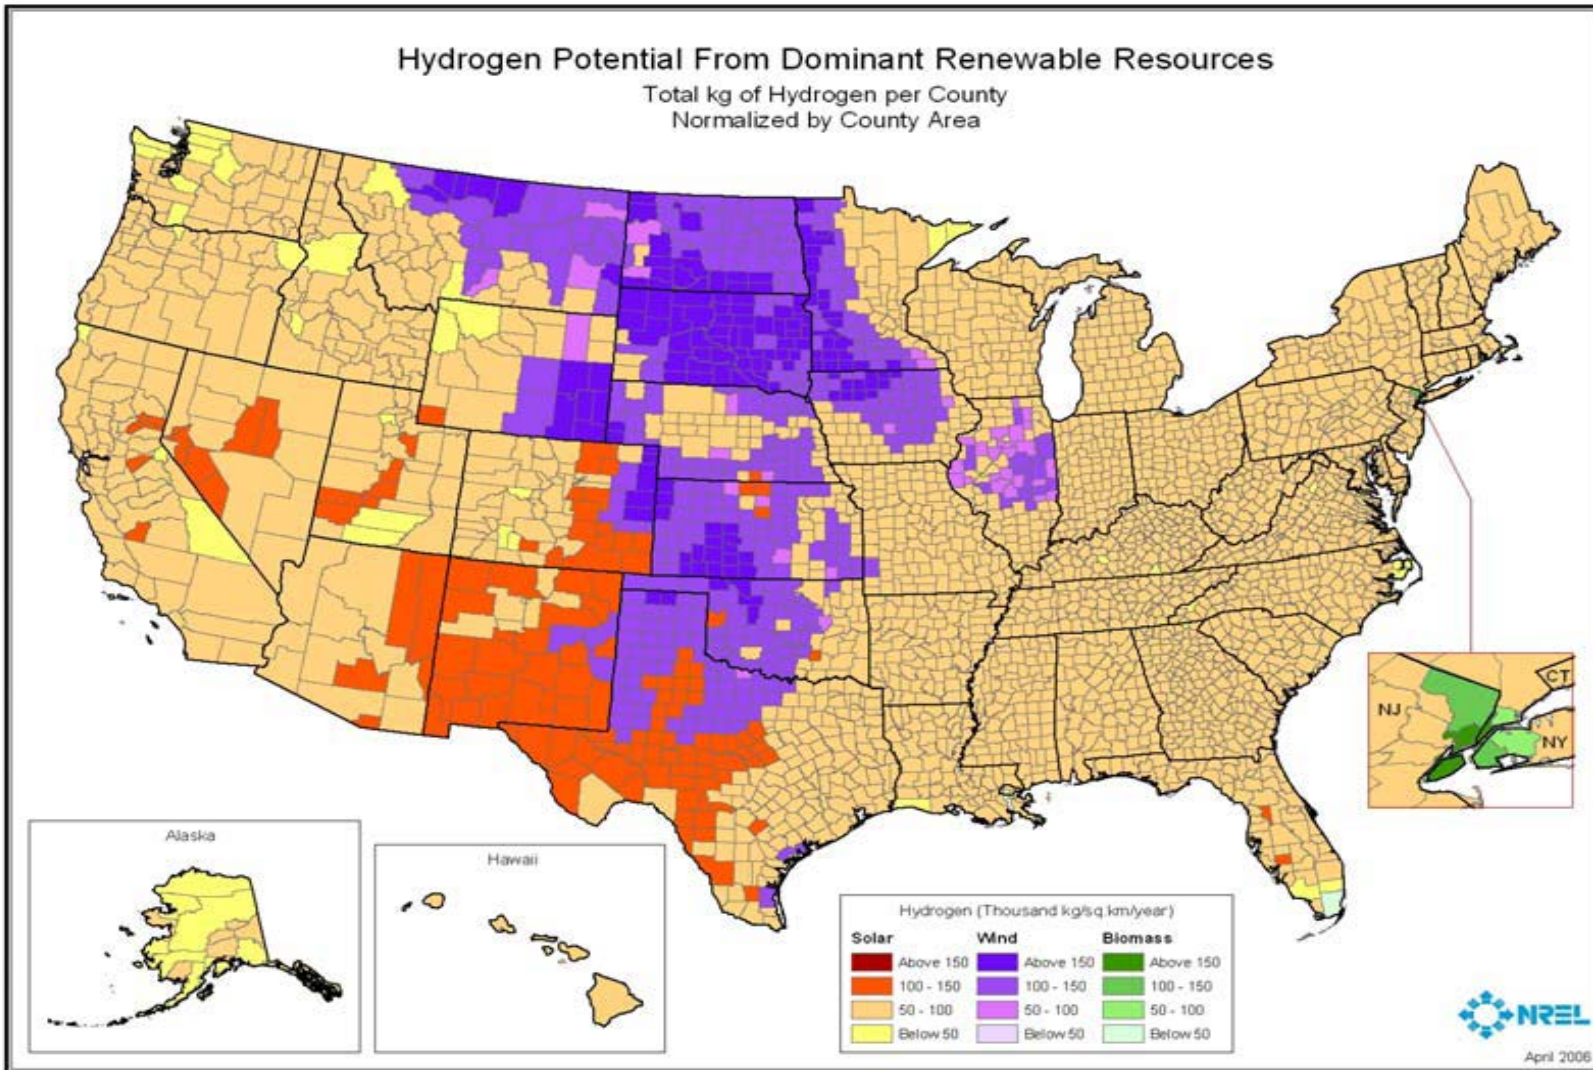 Hydrogen Potential From Dominant Renewable Resources
Total kg of Hydrogen per County
Normalized by County Area
CT
NJ
NY
Alaska
Hawaii
Hydrogen (Thousand kg/sq.km/year)
Solar Wind Biomass
Above 150 Above 150 Above 150
100 - 150 100 - 150 100 - 150
50 - 100 50 - 100 50 - 100
Below 50 Below 50 Below 50
NREL
April 2006